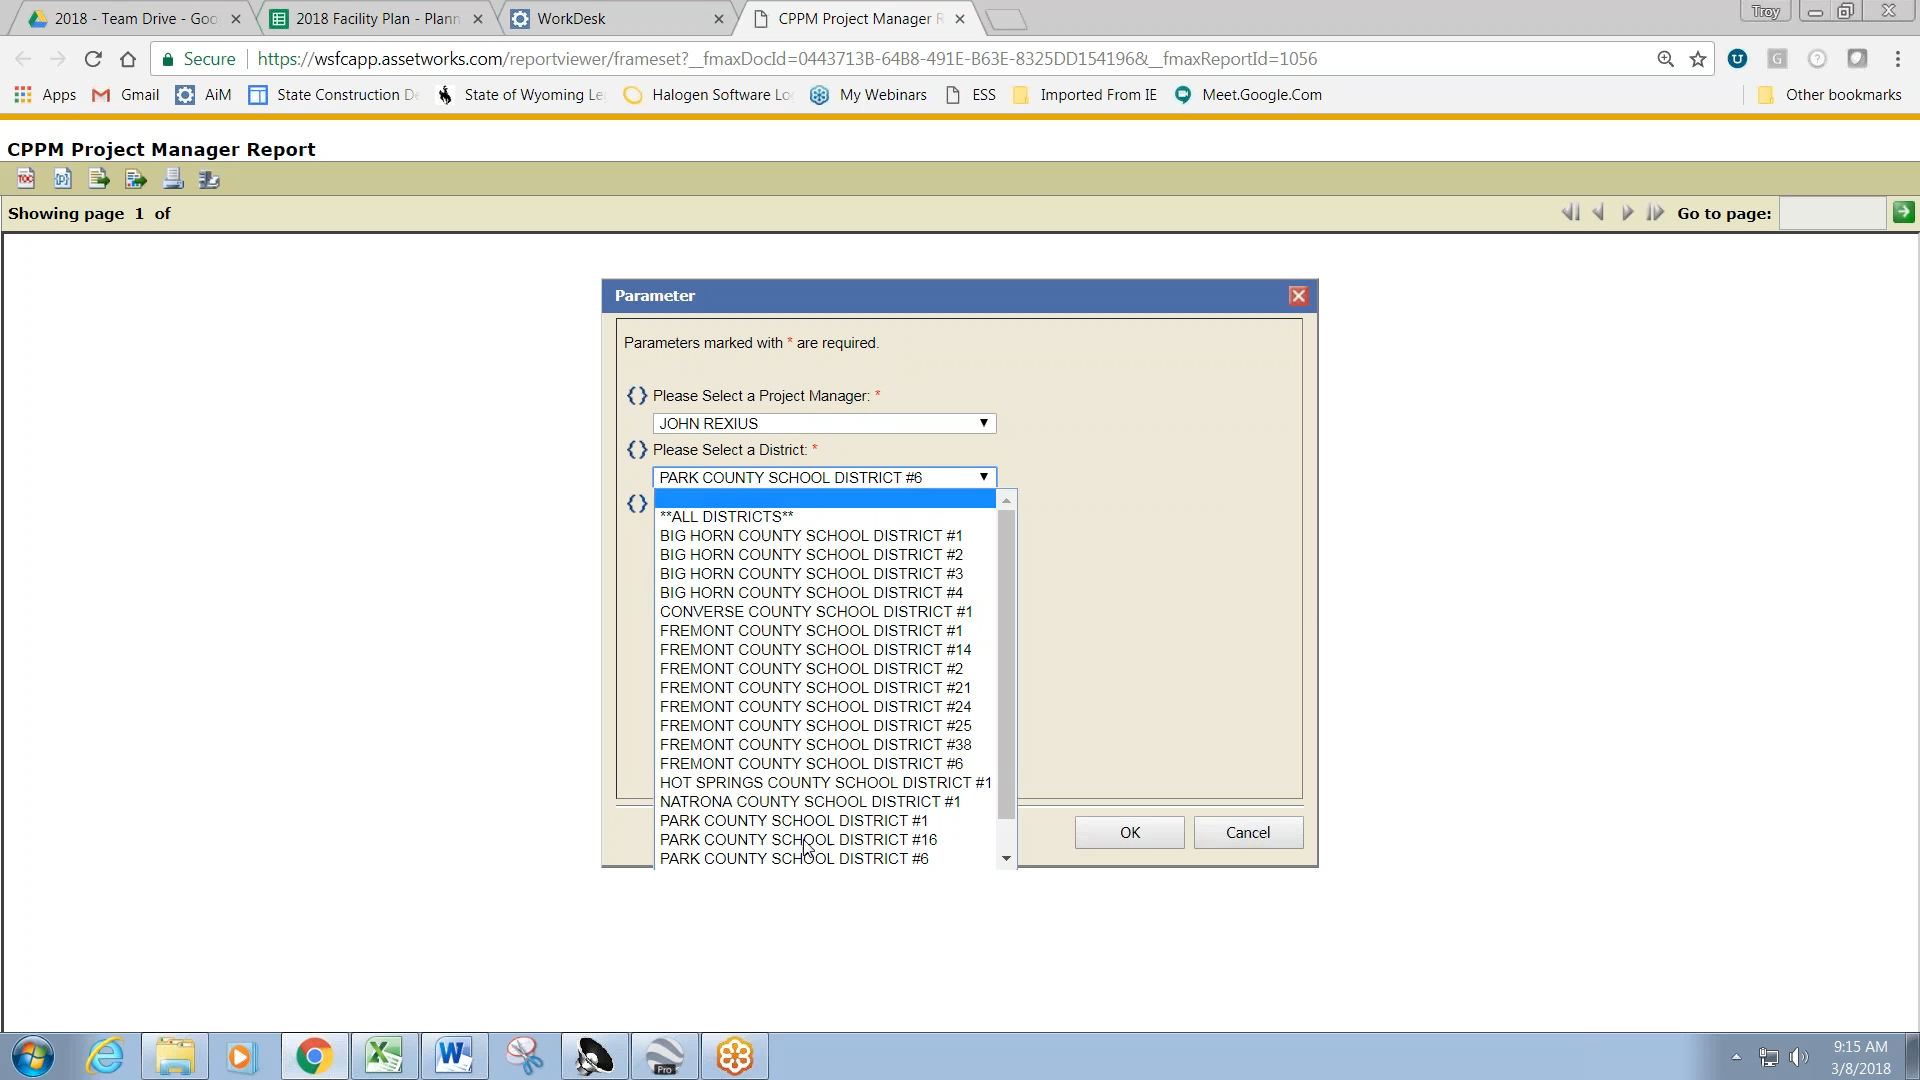 2018 - Team Drive - Goo
2018 Facility Plan - Plann
WorkDesk
CPPM Project Manager R
Troy
Secure
https://wsfcapp.assetworks.com/reportviewer/frameset?__fmaxDocId=0443713B-64B8-491E-B63E-8325DD154196&__fmaxReportId=1056
Apps
Gmail
AiM
State Construction De
State of Wyoming Le
Halogen Software Lo
My Webinars
ESS
Imported From IE
Meet.Google.Com
Other bookmarks
CPPM Project Manager Report
TOC
Showing page 1 of
Go to page:
Parameter
Parameters marked with * are required.
{} Please Select a Project Manager: *
JOHN REXIUS
{} Please Select a District: *
PARK COUNTY SCHOOL DISTRICT #6
{}
**ALL DISTRICTS**
BIG HORN COUNTY SCHOOL DISTRICT #1
BIG HORN COUNTY SCHOOL DISTRICT #2
BIG HORN COUNTY SCHOOL DISTRICT #3
BIG HORN COUNTY SCHOOL DISTRICT #4
CONVERSE COUNTY SCHOOL DISTRICT #1
FREMONT COUNTY SCHOOL DISTRICT #1
FREMONT COUNTY SCHOOL DISTRICT #14
FREMONT COUNTY SCHOOL DISTRICT #2
FREMONT COUNTY SCHOOL DISTRICT #21
FREMONT COUNTY SCHOOL DISTRICT #24
FREMONT COUNTY SCHOOL DISTRICT #25
FREMONT COUNTY SCHOOL DISTRICT #38
FREMONT COUNTY SCHOOL DISTRICT #6
HOT SPRINGS COUNTY SCHOOL DISTRICT #1
NATRONA COUNTY SCHOOL DISTRICT #1
PARK COUNTY SCHOOL DISTRICT #1
PARK COUNTY SCHOOL DISTRICT #16
PARK COUNTY SCHOOL DISTRICT #6
OK
Cancel
Pro
9:15 AM
3/8/2018